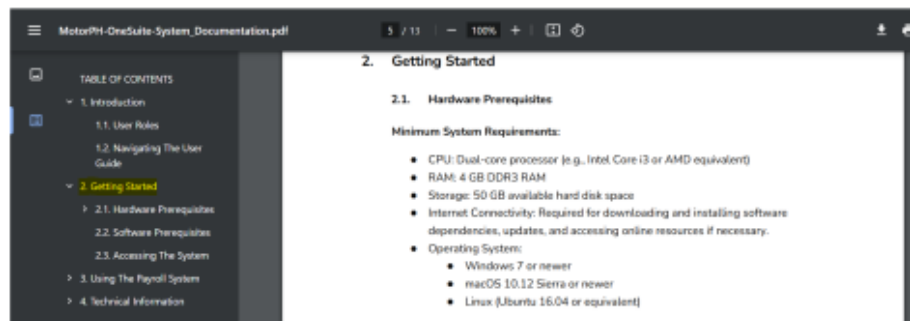 MotorPH-OneSuite-System_Documentation.pdf
5 / 13
100%
TABLE OF CONTENTS
1. Introduction
1.1. User Roles
1.2. Navigating The User
Guide
2. Getting Started
2.1. Hardware Prerequisites
2.2. Software Prerequisites
2.3. Accessing The System
3. Using The Payroll System
4. Technical Information
2. Getting Started
2.1. Hardware Prerequisites
Minimum System Requirements:
CPU: Dual-core processor (e.g., Intel Core i3 or AMD equivalent)
RAM: 4 GB DDR3 RAM
Storage: 50 GB available hard disk space
Internet Connectivity: Required for downloading and installing software
dependencies, updates, and accessing online resources if necessary.
Operating System:
Windows 7 or newer
macOS 10.12 Sierra or newer
Linux (Ubuntu 16.04 or equivalent)